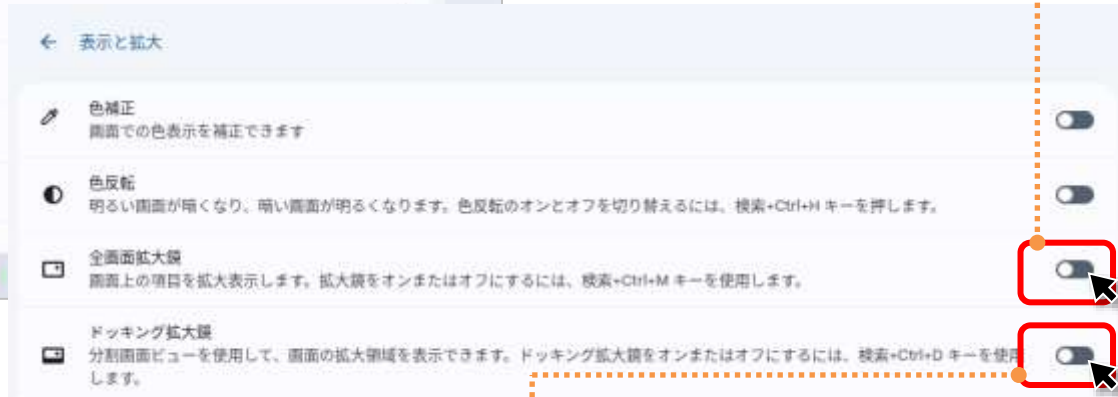 表示と拡大
色補正
画面での色表示を補正できます
色反転
明るい画面が暗くなり、暗い画面が明るくなります。色反転のオンとオフを切り替えるには、検索+Ctrl+H キーを押します。
全画面拡大鏡
画面上の項目を拡大表示します。拡大鏡をオンまたはオフにするには、検索+Ctrl+M キーを使用します。
ドッキング拡大鏡
分割画面ビューを使用して、画面の拡大領域を表示できます。ドッキング拡大鏡をオンまたはオフにするには、検索+Ctrl+D キーを使用
します。